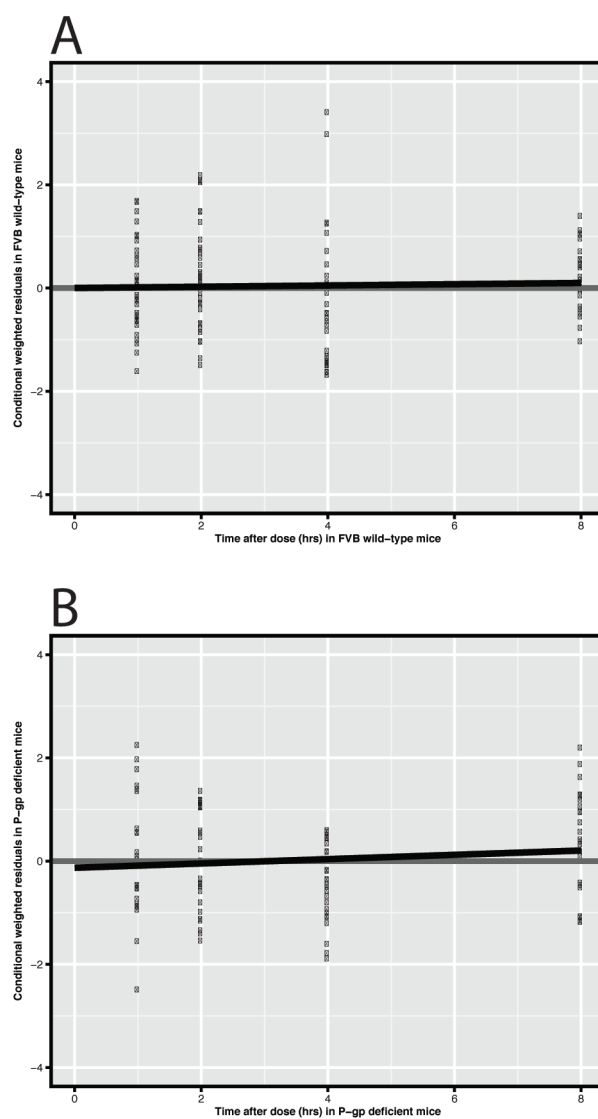 A
Conditional weighted residuals in FVB wild−type mice
4
2
0
−2
−4
0 2 4 6 8
Time after dose (hrs) in FVB wild−type mice
B
Conditional weighted residuals in P−gp deficient mice
4
2
0
−2
−4
0 2 4 6 8
Time after dose (hrs) in P−gp deficient mice